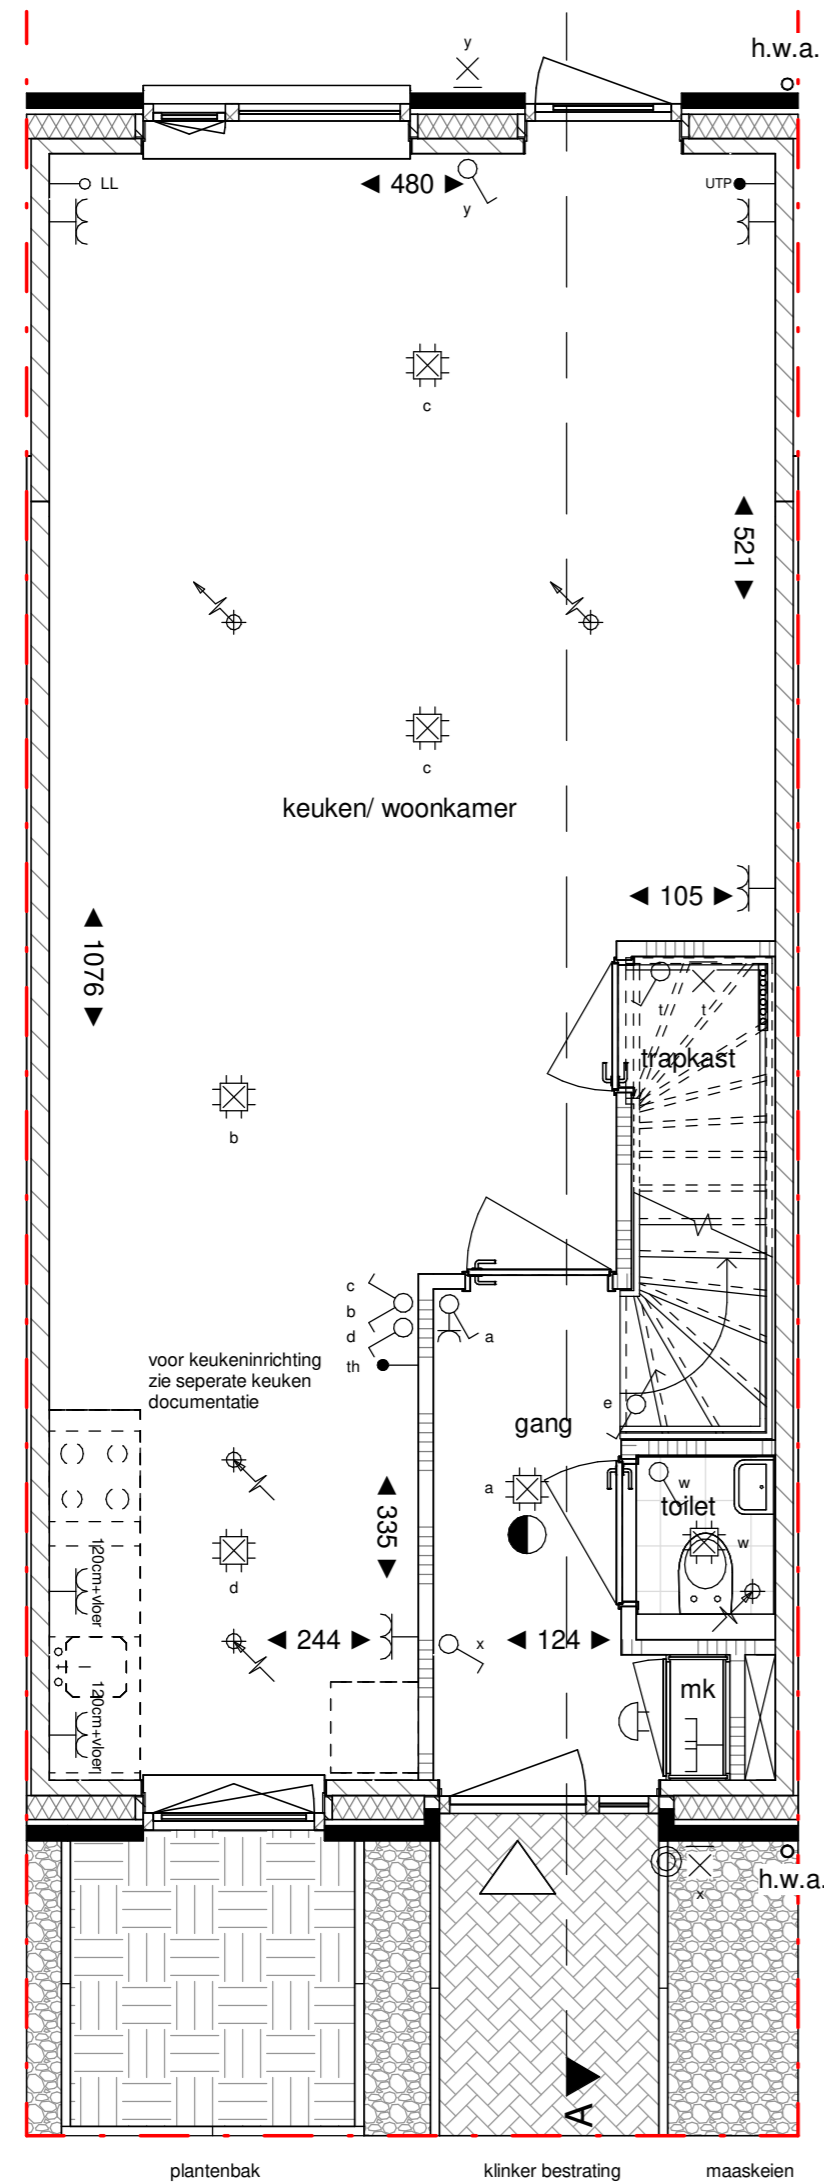 y
h.w.a.
LL
◄ 480 ►
UTP
y
c
◄ 521 ►
c
keuken/ woonkamer
◄ 105 ►
◄ 1076 ►
t
t
trapkast
b
c
b
d
a
th
voor keukeninrichting
zie seperate keuken
documentatie
e
gang
a
w
toilet
w
◄ 335 ►
120cm+vloer
d
◄ 244 ►
x
◄ 124 ►
120cm+vloer
mk
h.w.a.
x
A
plantenbak
klinker bestrating
maaskeien